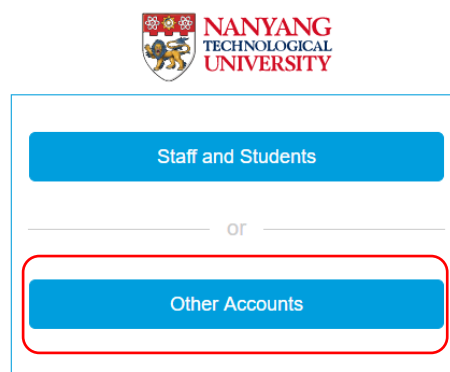 NANYANG
TECHNOLOGICAL
UNIVERSITY
Staff and Students
or
Other Accounts